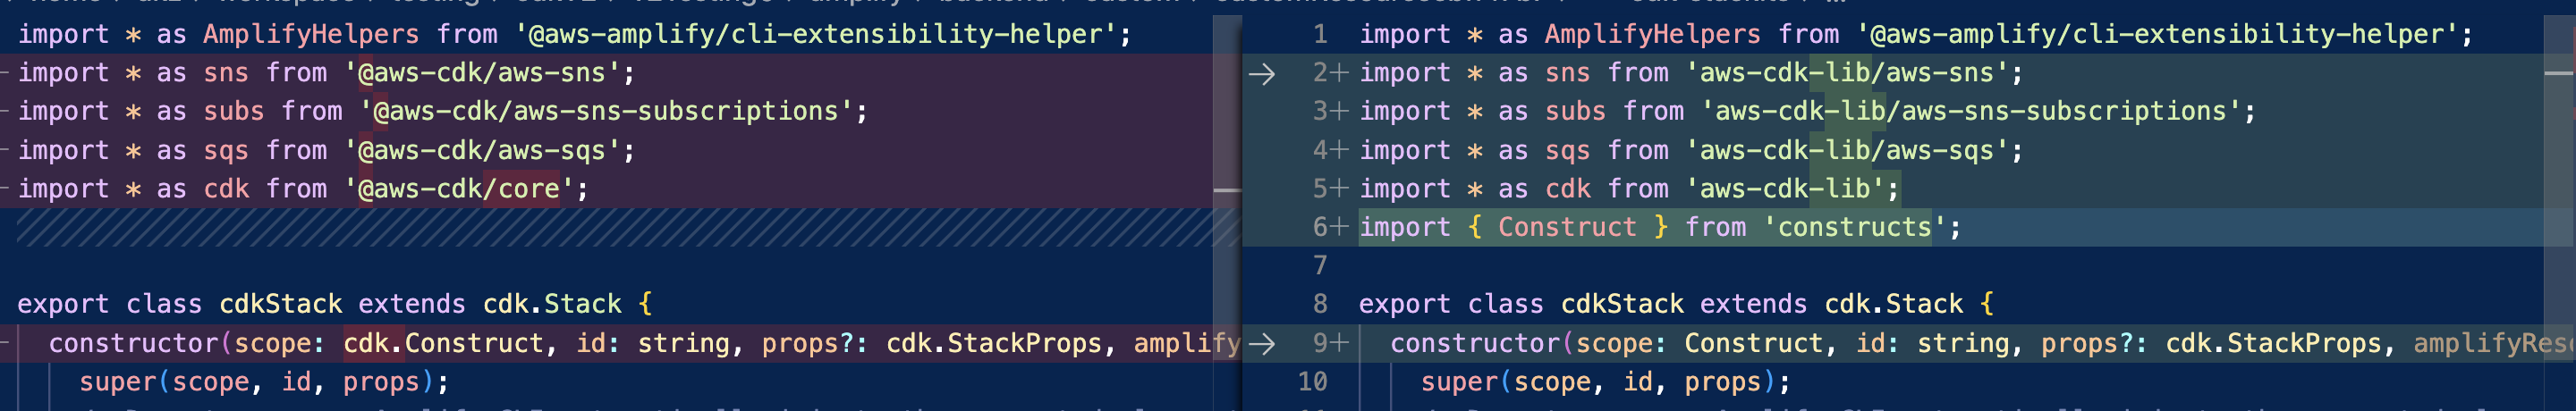 import * as AmplifyHelpers from '@aws-amplify/cli-extensibility-helper';
import * as sns from '@aws-cdk/aws-sns';
import * as subs from '@aws-cdk/aws-sns-subscriptions';
import * as sqs from '@aws-cdk/aws-sqs';
import * as cdk from '@aws-cdk/core';
export class cdkStack extends cdk.Stack {
constructor(scope: cdk.Construct, id: string, props?: cdk.StackProps, amplify
super(scope, id, props);
1 import * as AmplifyHelpers from '@aws-amplify/cli-extensibility-helper';
2+ import * as sns from 'aws-cdk-lib/aws-sns';
3+ import * as subs from 'aws-cdk-lib/aws-sns-subscriptions';
4+ import * as sqs from 'aws-cdk-lib/aws-sqs';
5+ import * as cdk from 'aws-cdk-lib';
6+ import { Construct } from 'constructs';
7
8 export class cdkStack extends cdk.Stack {
9+ constructor(scope: Construct, id: string, props?: cdk.StackProps, amplifyRes
10 super(scope, id, props);